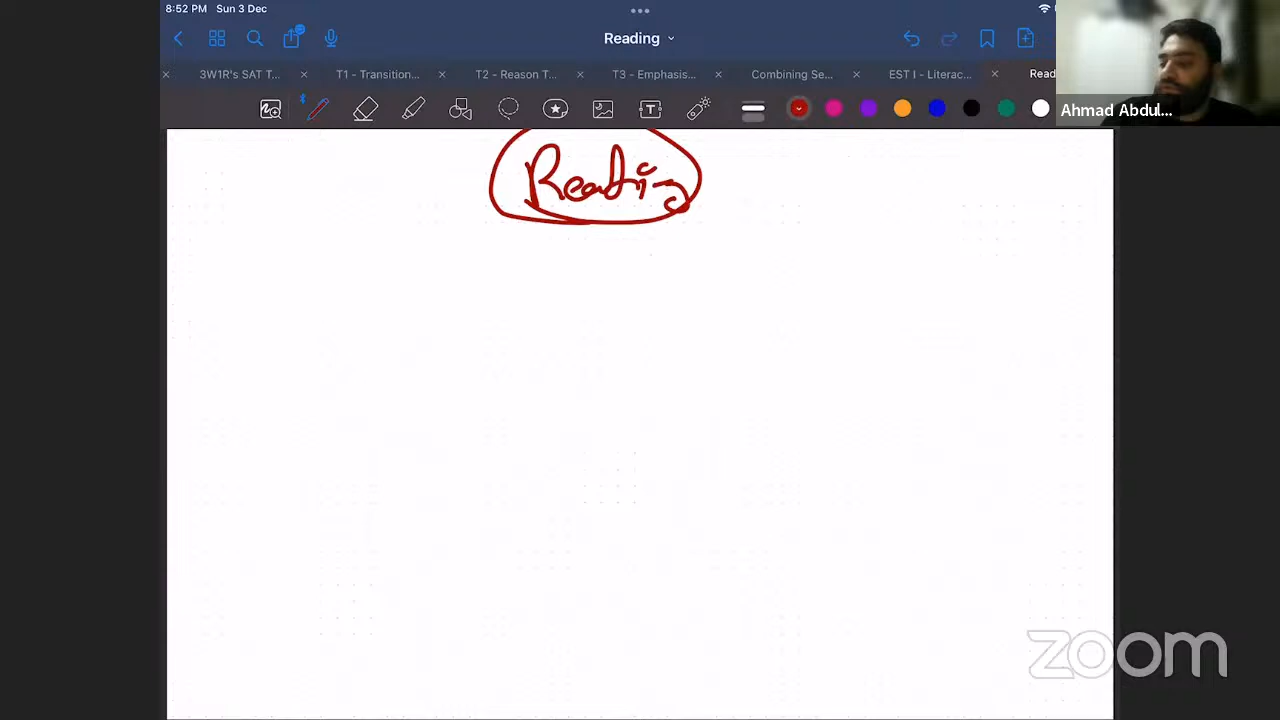 8:52 PM Sun 3 Dec
Reading
3W1R's SAT T...
T1 - Transition...
T2 - Reason T...
T3 - Emphasis...
Combining Se...
EST I - Literac...
Read
Ahmad Abdul...
Reading
zoom